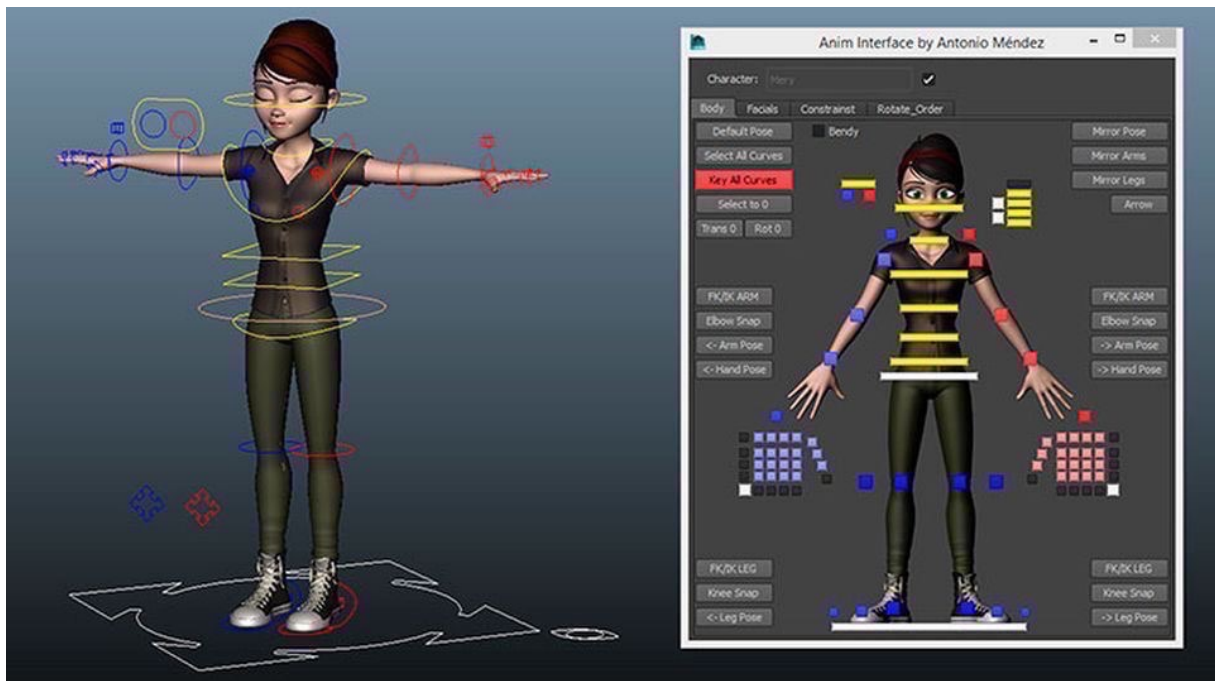 Anim Interface by Antonio Méndez
Character: Mery
Body Facials Constrainst Rotate_Order
Default Pose Bendy Mirror Pose
Select All Curves Mirror Arms
Key All Curves Mirror Legs
Select to 0 Arrow
Trans 0 Rot 0
FK/IK ARM FK/IK ARM
Elbow Snap Elbow Snap
<- Arm Pose -> Arm Pose
<- Hand Pose -> Hand Pose
FK/IK LEG FK/IK LEG
Knee Snap Knee Snap
<- Leg Pose -> Leg Pose